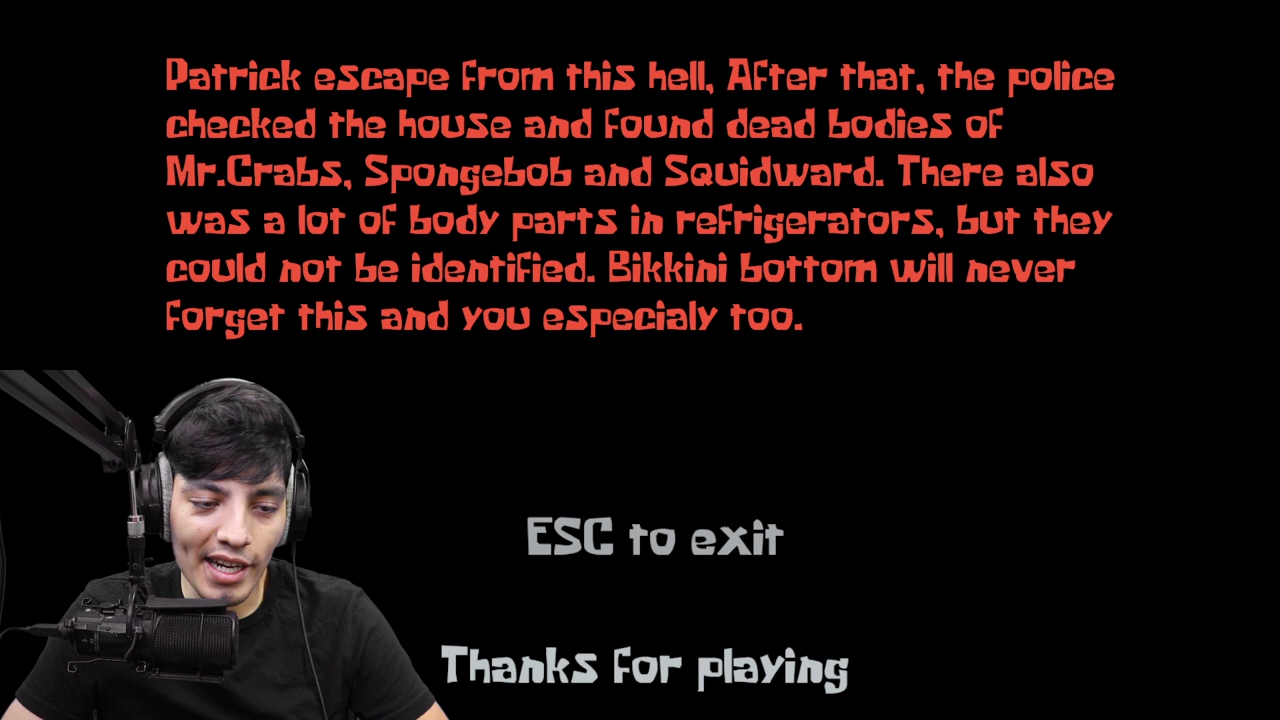 Patrick escape from this hell, After that, the police
checked the house and found dead bodies of
Mr.Crabs, Spongebob and Squidward. There also
was a lot of body parts in refrigerators, but they
could not be identified. Bikkini bottom will never
forget this and you especialy too.
ESC to exit
Thanks for playing